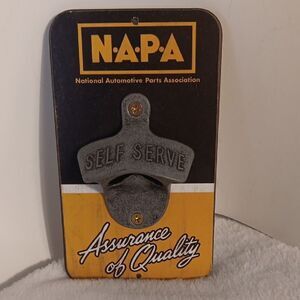 N·A·P·A
National Automotive Parts Association
SELF SERVE
Assurance
of Quality